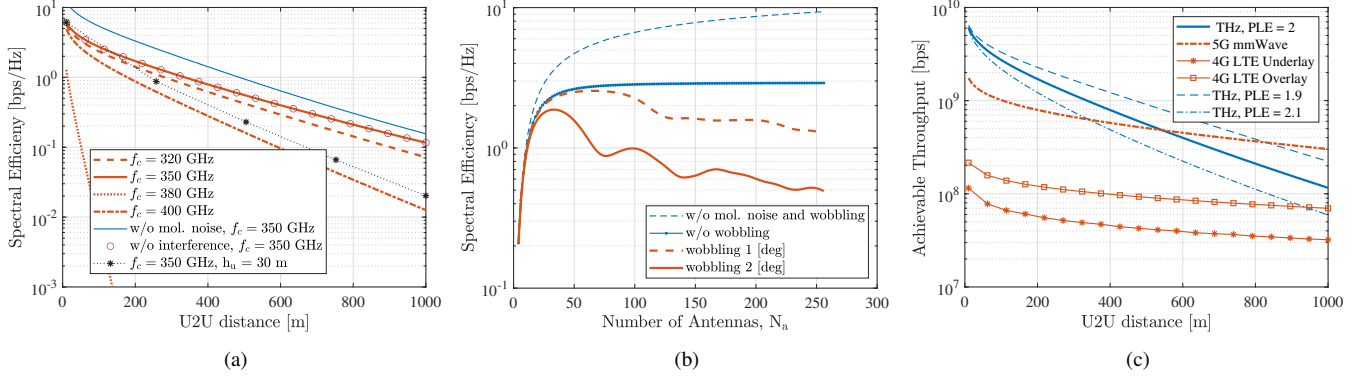 10^1
10^0
10^-1
10^-2
10^-3
Spectral Efficieny [bps/Hz]
f_c = 320 GHz
f_c = 350 GHz
f_c = 380 GHz
f_c = 400 GHz
w/o mol. noise, f_c = 350 GHz
w/o interference, f_c = 350 GHz
f_c = 350 GHz, h_u = 30 m
0 200 400 600 800 1000
U2U distance [m]
(a)
10^1
10^0
10^-1
Spectral Efficiency [bps/Hz]
w/o mol. noise and wobbling
w/o wobbling
wobbling 1 [deg]
wobbling 2 [deg]
0 50 100 150 200 250 300
Number of Antennas, N_a
(b)
10^10
10^9
10^8
10^7
Achievable Throughput [bps]
THz, PLE = 2
5G mmWave
4G LTE Underlay
4G LTE Overlay
THz, PLE = 1.9
THz, PLE = 2.1
0 200 400 600 800 1000
U2U distance [m]
(c)